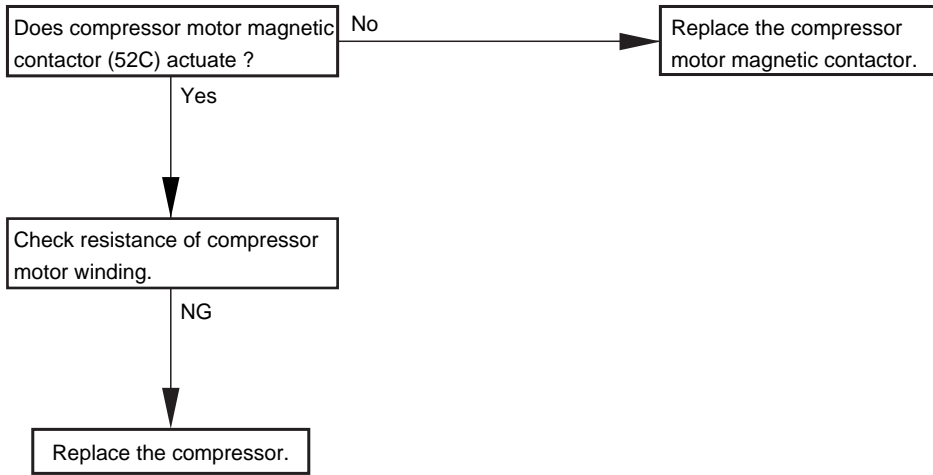 Does compressor motor magnetic
contactor (52C) actuate ?
No
Replace the compressor
motor magnetic contactor.
Yes
Check resistance of compressor
motor winding.
NG
Replace the compressor.